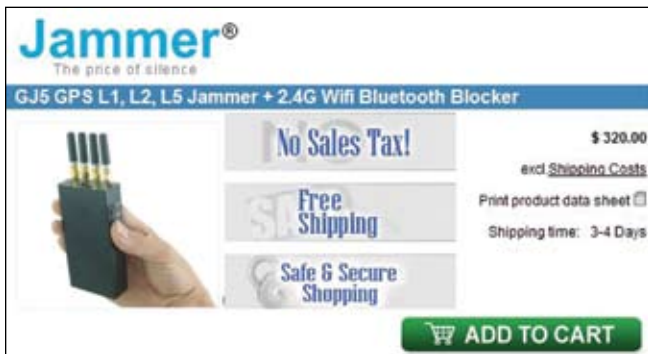 Jammer®
The price of silence
GJ5 GPS L1, L2, L5 Jammer + 2.4G Wifi Bluetooth Blocker
No Sales Tax!
Free
Shipping
Safe & Secure
Shopping
$ 320.00
excl. Shipping Costs
Print product data sheet
Shipping time: 3-4 Days
ADD TO CART